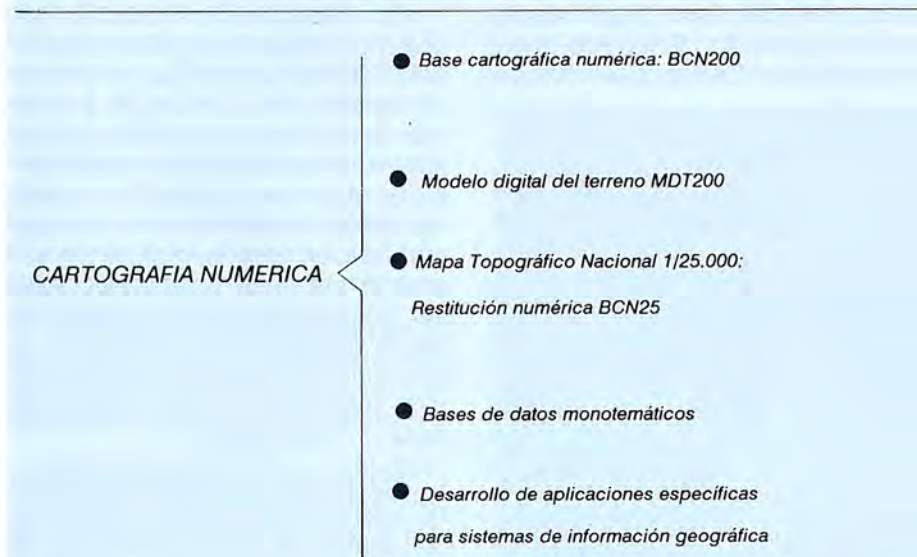 ● Base cartográfica numérica: BCN200
● Modelo digital del terreno MDT200
CARTOGRAFIA NUMERICA
● Mapa Topográfico Nacional 1/25.000:
Restitución numérica BCN25
● Bases de datos monotemáticos
● Desarrollo de aplicaciones específicas
para sistemas de información geográfica